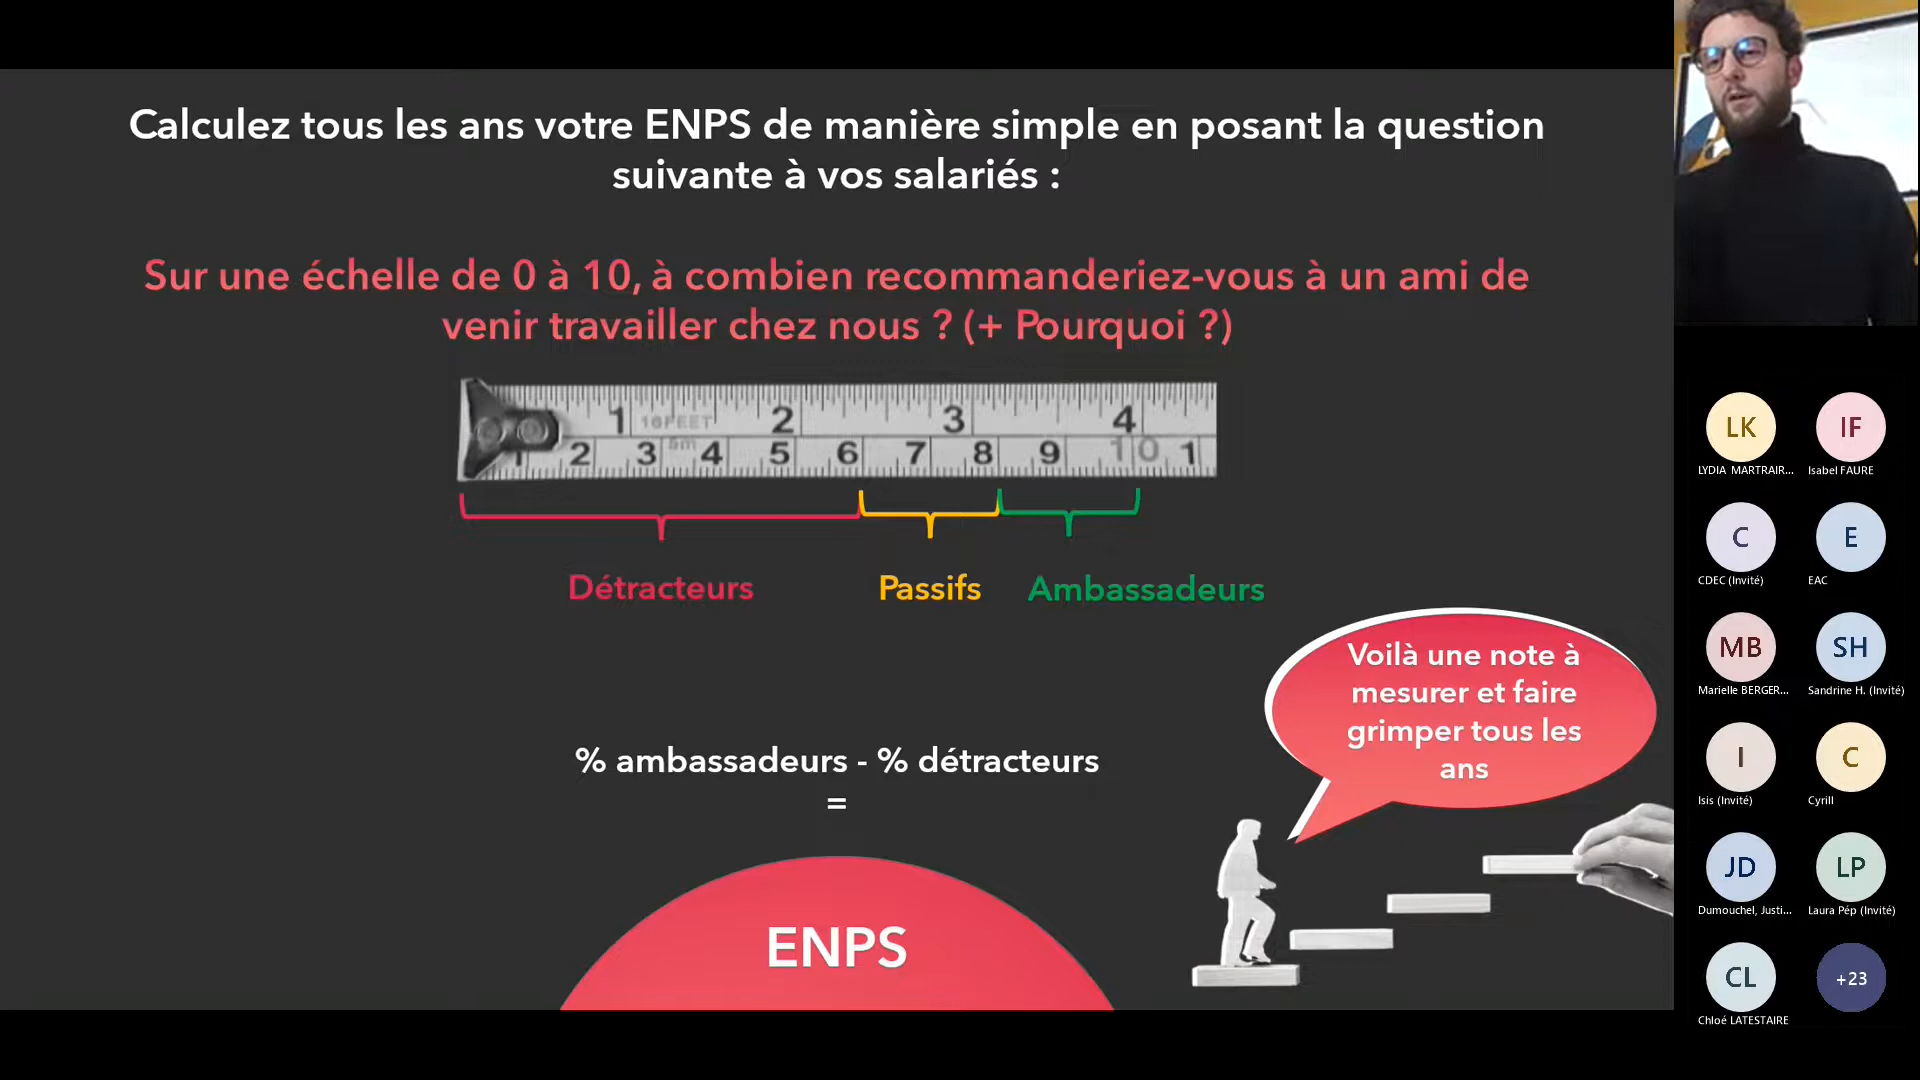 Calculez tous les ans votre ENPS de manière simple en posant la question
suivante à vos salariés :
Sur une échelle de 0 à 10, à combien recommanderiez-vous à un ami de
venir travailler chez nous ? (+ Pourquoi ?)
1 16FEET 2 3 4
1 2 3 5m 4 5 6 7 8 9 10 1
Détracteurs Passifs Ambassadeurs
Voilà une note à
mesurer et faire
grimper tous les
ans
% ambassadeurs - % détracteurs
=
ENPS
LK IF
LYDIA MARTRAIR... Isabel FAURE
C E
CDEC (Invité) EAC
MB SH
Marielle BERGER... Sandrine H. (Invité)
I C
Isis (Invité) Cyrill
JD LP
Dumouchel, Justi... Laura Pép (Invité)
CL +23
Chloé LATESTAIRE